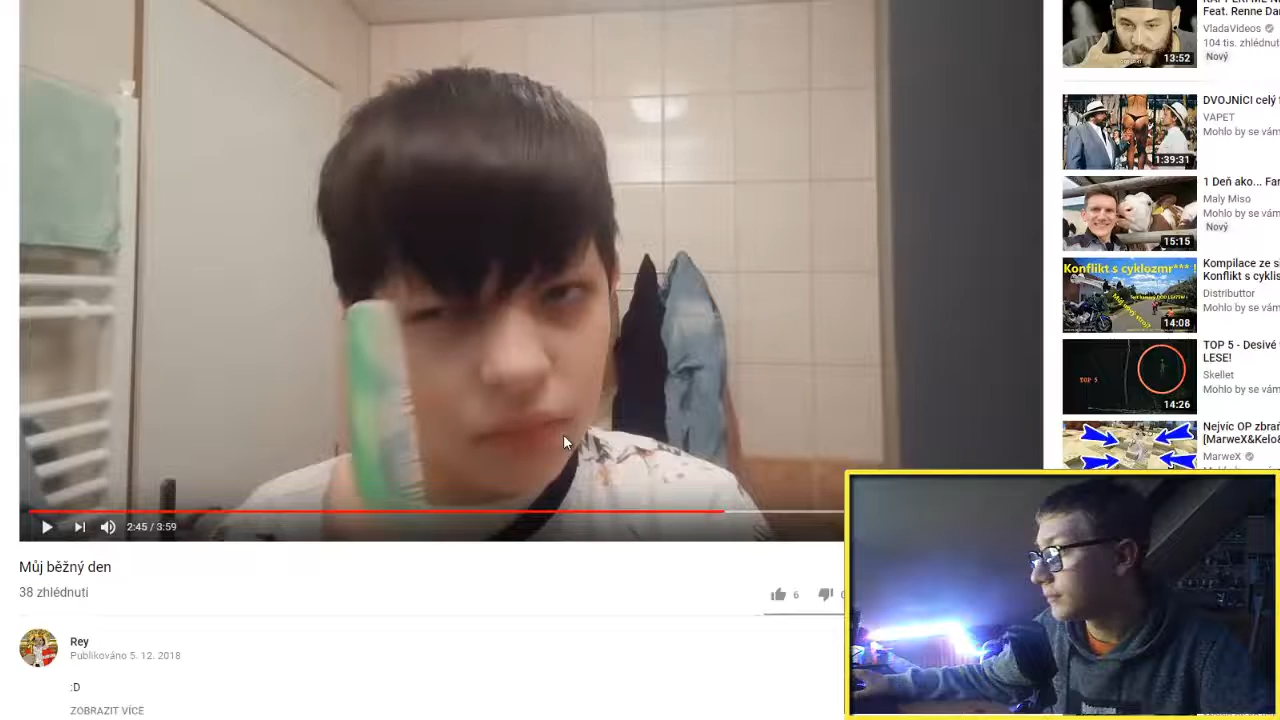 Feat. Renne Da
VladaVideos
104 tis. zhlédnut
Nový
13:52
DVOJNÍCI celý
VAPET
Mohlo by se vám
1:39:31
1 Deň ako... Far
Maly Miso
Mohlo by se vám
Nový
15:15
Konflikt s cyklozmr*** !
14:08
Kompilace ze si
Konflikt s cyklis
Distributtor
Mohlo by se vám
TOP 5
14:26
TOP 5 - Desivé
LESE!
Skellet
Mohlo by se vám
Nejvíc OP zbraň
[MarweX&Kelo&
MarweX
2:45 / 3:59
Můj běžný den
38 zhlédnutí
6
Rey
Publikováno 5. 12. 2018
:D
ZOBRAZIT VÍCE